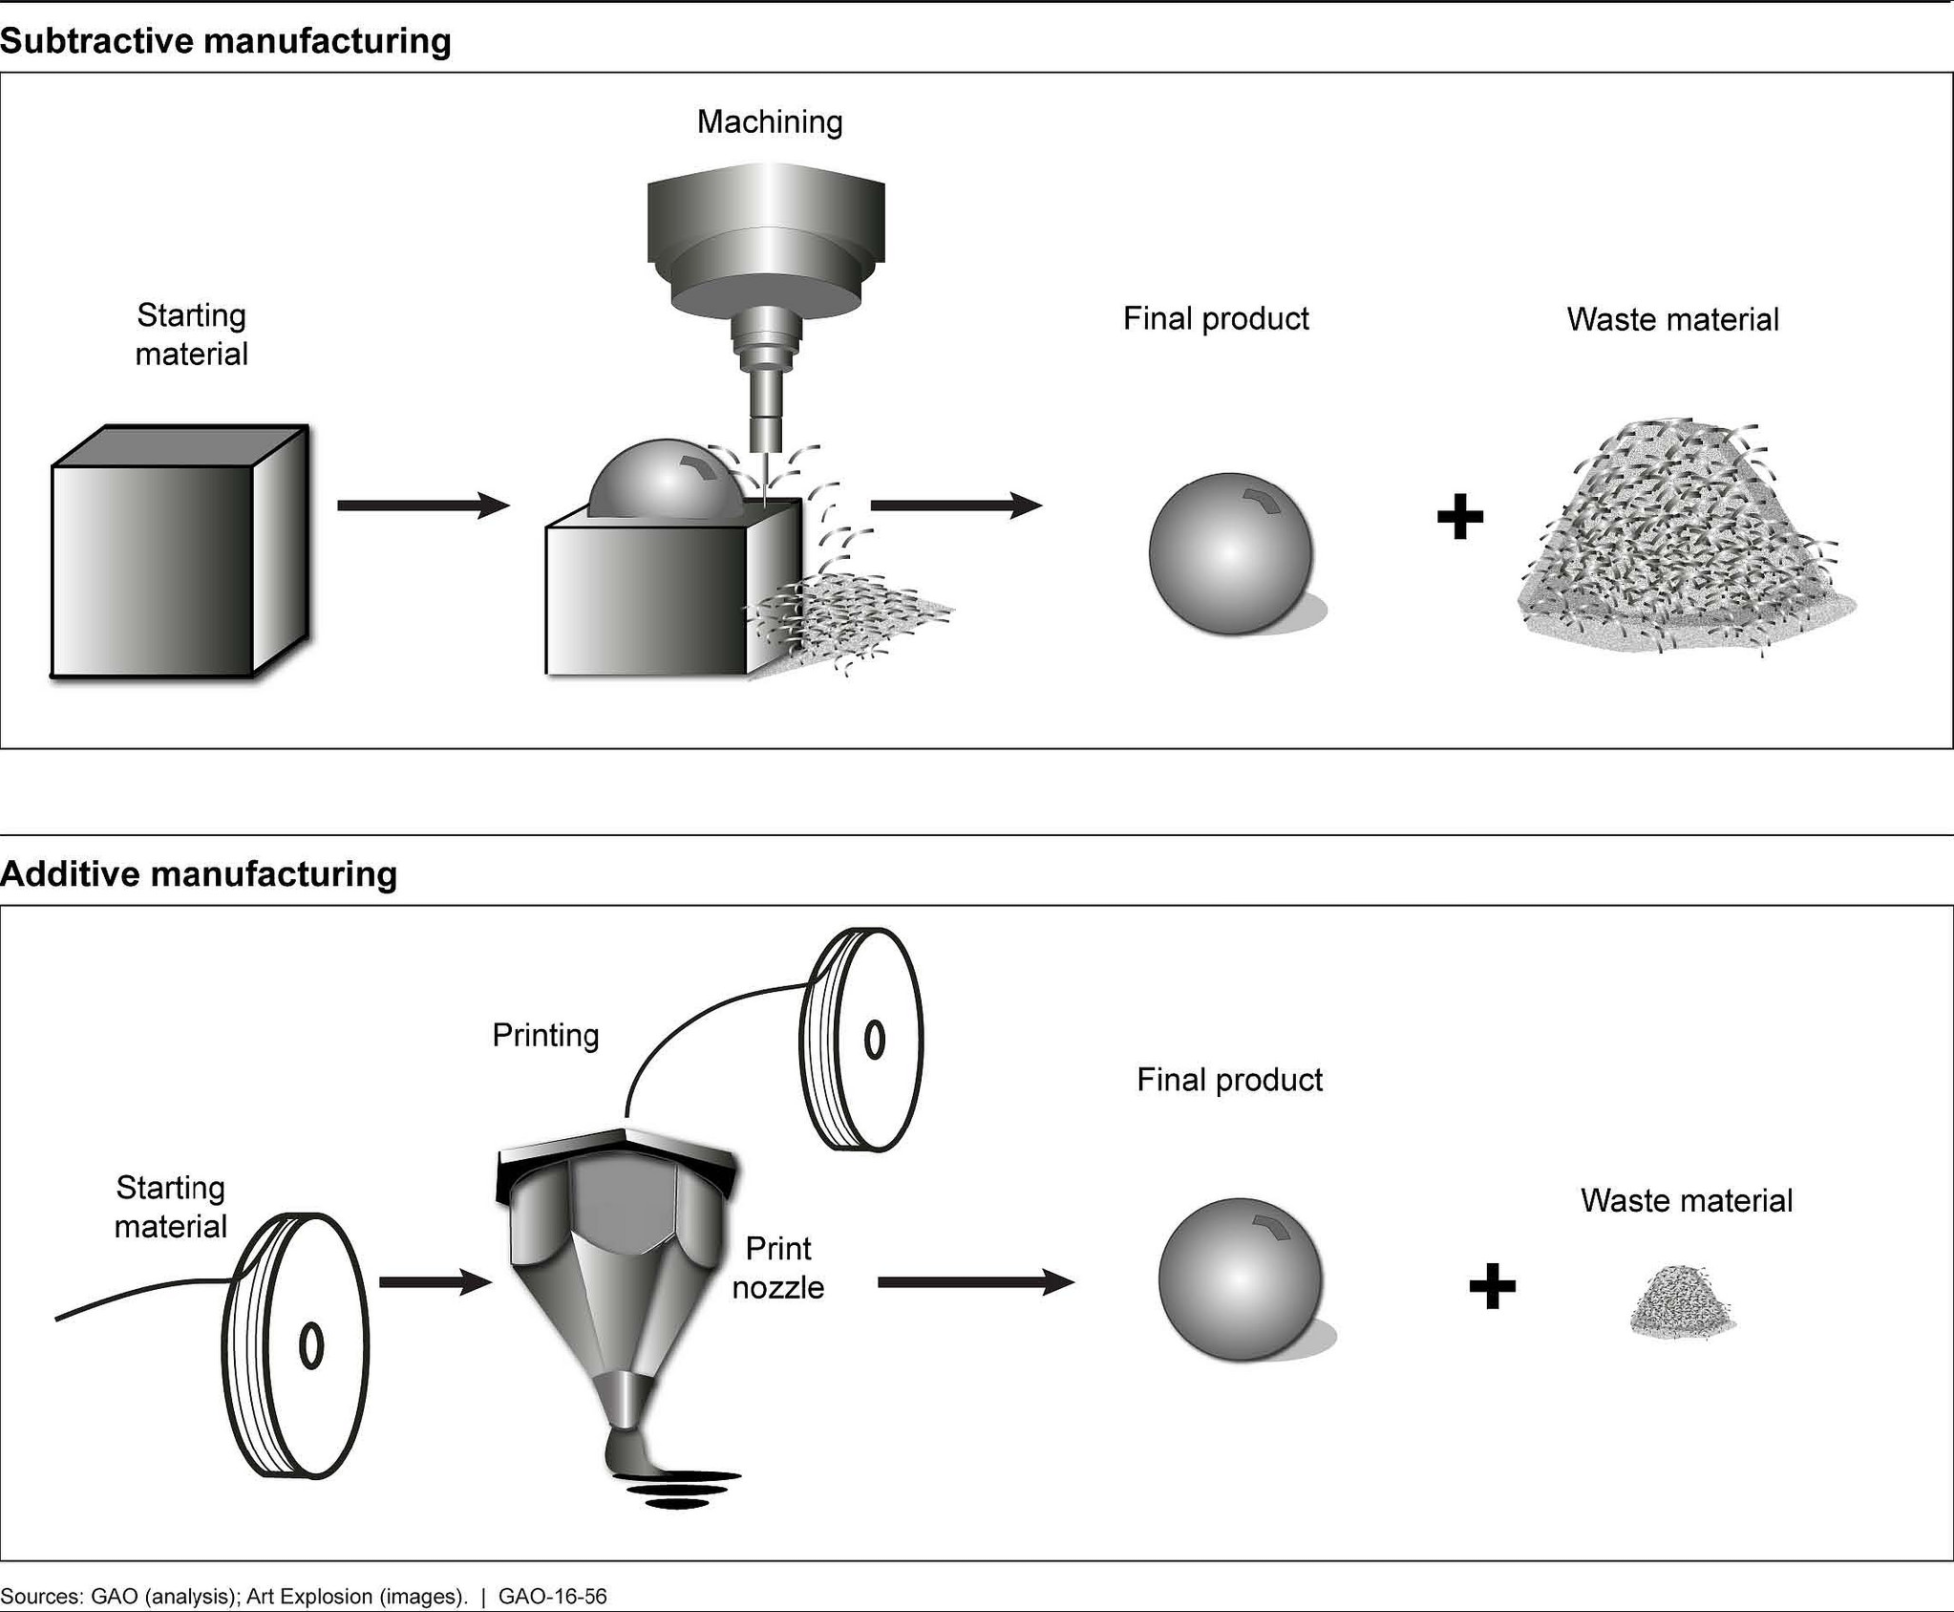 Subtractive manufacturing
Machining
Starting
material
Final product
Waste material
Additive manufacturing
Printing
Final product
Starting
material
Waste material
Print
nozzle
Sources: GAO (analysis); Art Explosion (images). | GAO-16-56